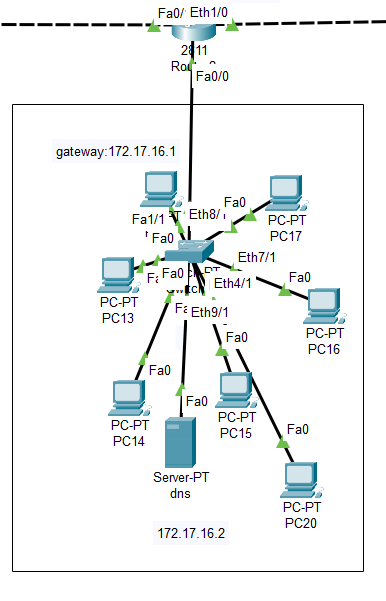 Fa0/ Eth1/0
2811
Fa0/0
gateway:172.17.16.1
Fa0
Fa1/1
Eth8/1
PC-PT
PC17
Fa0
Eth7/1
Fa0
Eth4/1
Fa0
PC-PT
PC13
Eth9/1
PC-PT
PC16
Fa0
Fa0
Fa0
Fa0
PC-PT
PC14
PC-PT
PC15
Server-PT
dns
PC-PT
PC20
172.17.16.2